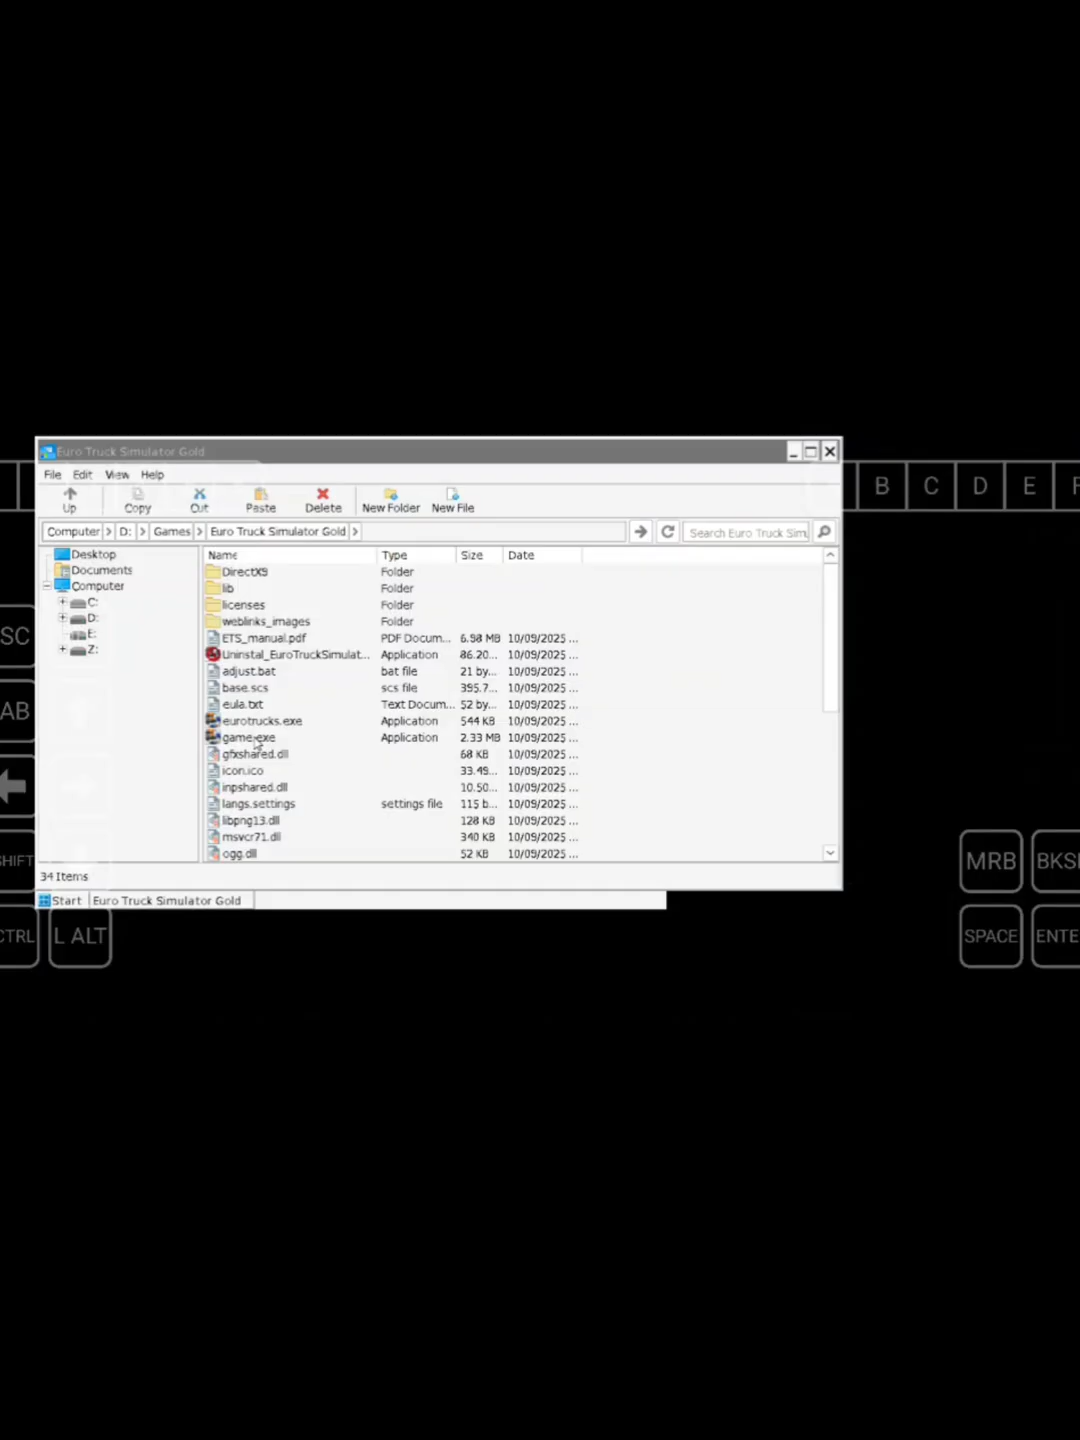 Euro Truck Simulator Gold
File Edit View Help
Up Copy Cut Paste Delete New Folder New File
Computer D: Games Euro Truck Simulator Gold Search Euro Truck Sim
Desktop
Documents
Computer
C:
D:
E:
Z:
Name Type Size Date
DirectX9 Folder
lib Folder
licenses Folder
weblinks_images Folder
ETS_manual.pdf PDF Docum... 6.98 MB 10/09/2025 ...
Uninstal_EuroTruckSimulat... Application 86.20... 10/09/2025 ...
adjust.bat bat file 21 by... 10/09/2025 ...
base.scs scs file 395.7... 10/09/2025 ...
eula.txt Text Docum... 52 by... 10/09/2025 ...
eurotrucks.exe Application 544 KB 10/09/2025 ...
game.exe Application 2.33 MB 10/09/2025 ...
gfxshared.dll 68 KB 10/09/2025 ...
icon.ico 33.49... 10/09/2025 ...
inpshared.dll 10.50... 10/09/2025 ...
langs.settings settings file 115 b... 10/09/2025 ...
libpng13.dll 128 KB 10/09/2025 ...
msvcr71.dll 340 KB 10/09/2025 ...
ogg.dll 52 KB 10/09/2025 ...
34 Items
Start Euro Truck Simulator Gold
B C D E
SC
AB
SHIFT
CTRL L ALT
MRB BKS
SPACE ENTE